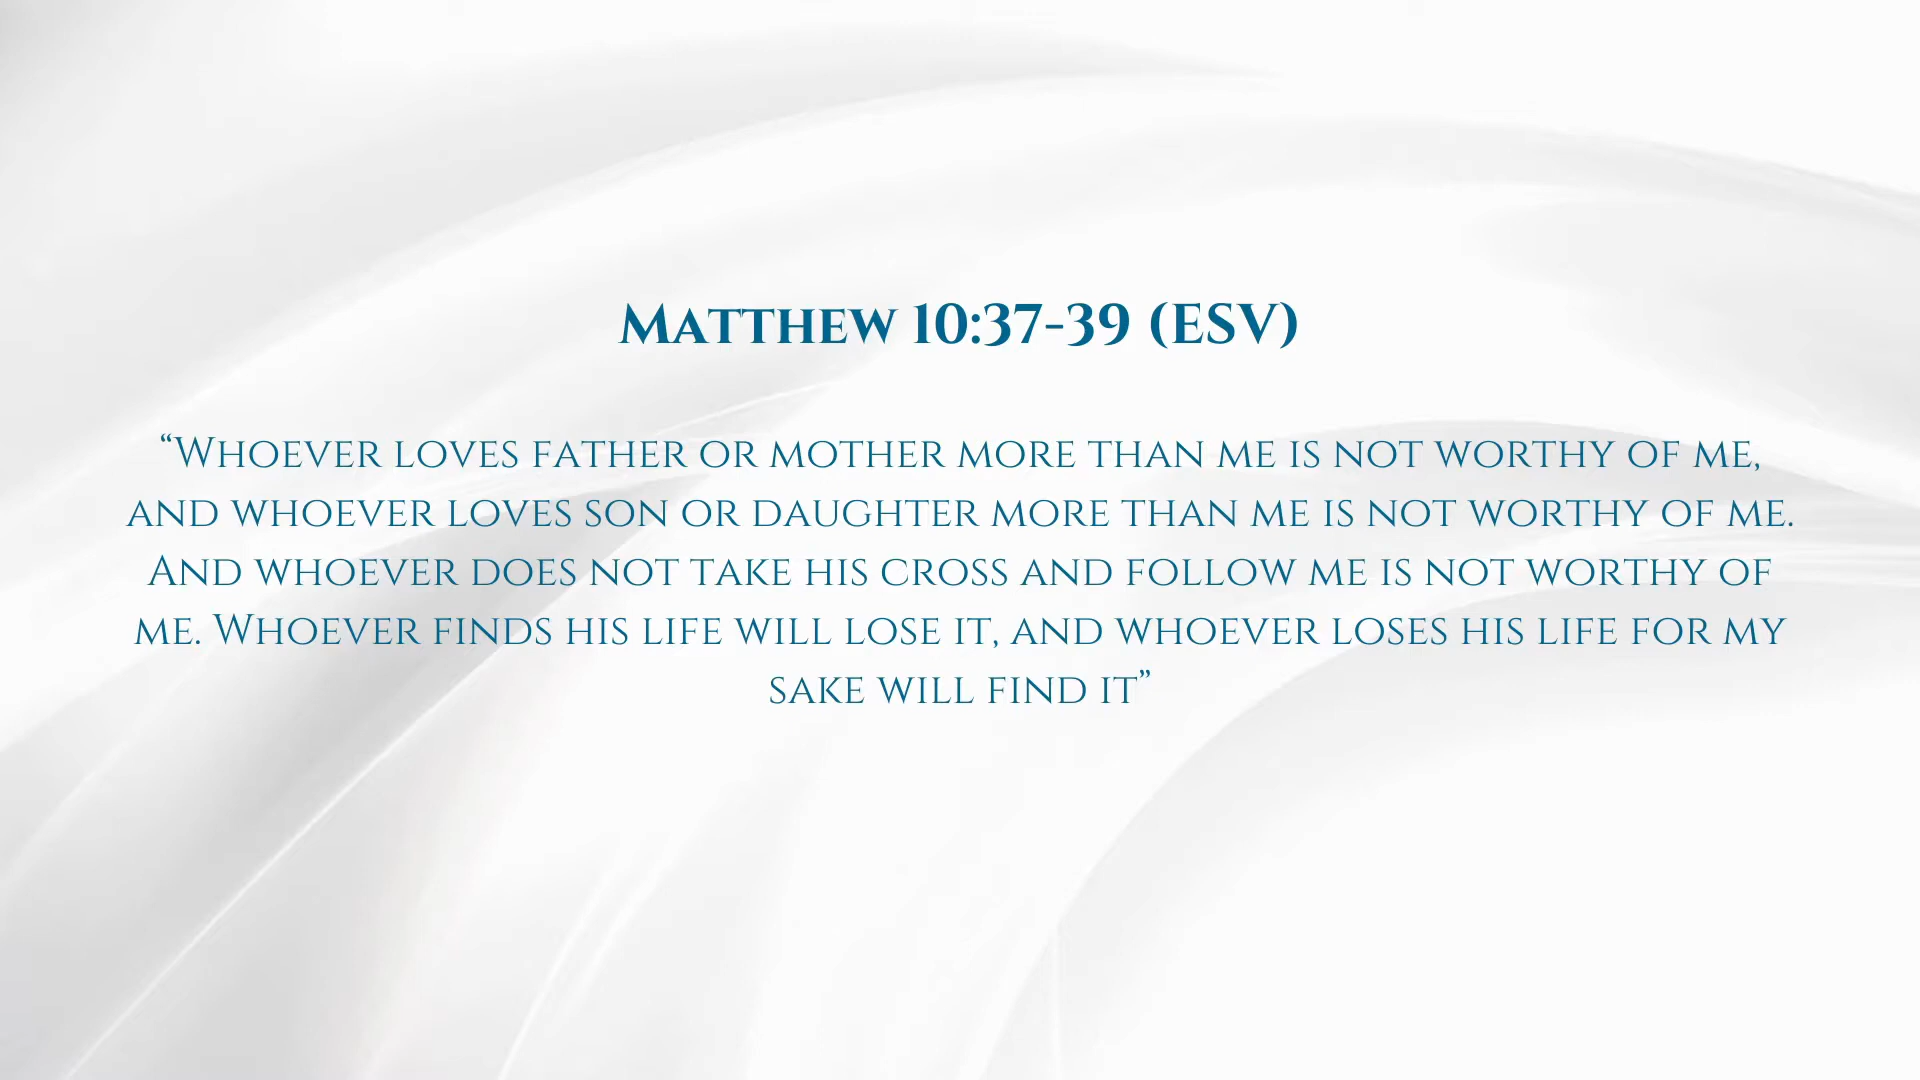 Matthew 10:37-39 (ESV)
“Whoever loves father or mother more than me is not worthy of me,
and whoever loves son or daughter more than me is not worthy of me.
And whoever does not take his cross and follow me is not worthy of
me. Whoever finds his life will lose it, and whoever loses his life for my
sake will find it”